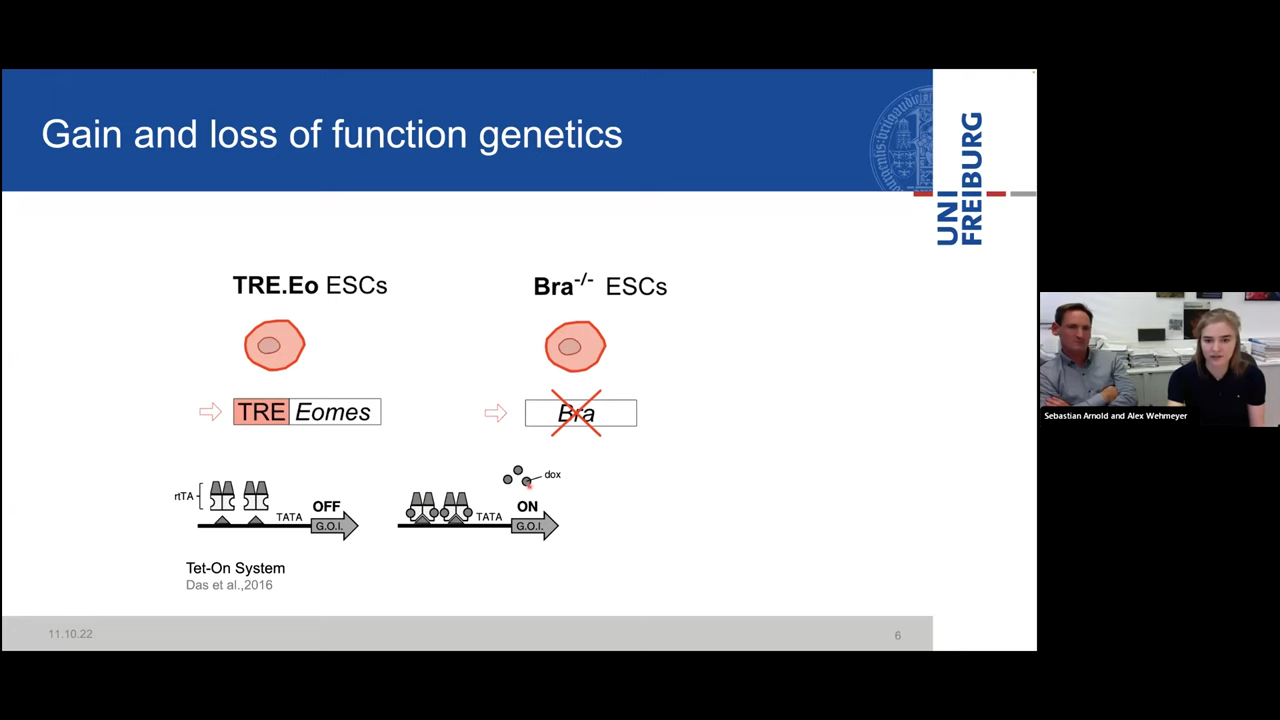 Gain and loss of function genetics
UNI
FREIBURG
TRE.Eo ESCs
Bra-/- ESCs
TRE Eomes
Bra
dox
rtTA
TATA
OFF
G.O.I.
TATA
ON
G.O.I.
Tet-On System
Das et al.,2016
11.10.22
6
Sebastian Arnold and Alex Wehmeyer